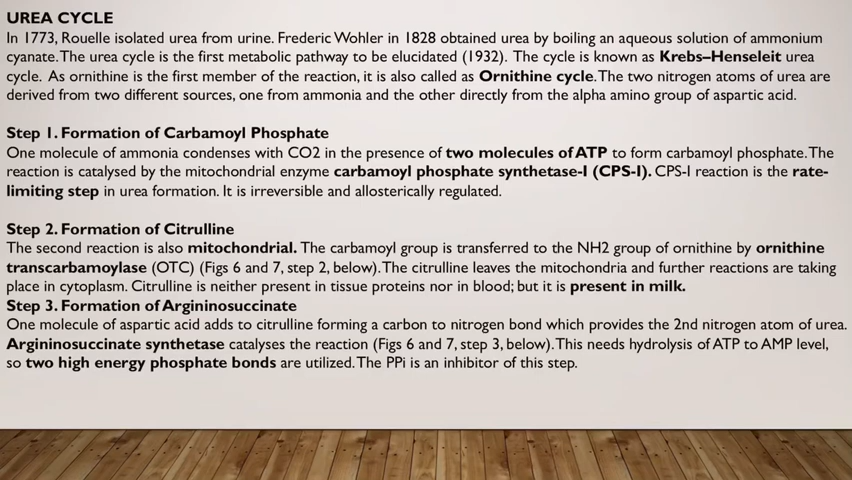 UREA CYCLE
In 1773, Rouelle isolated urea from urine. Frederic Wohler in 1828 obtained urea by boiling an aqueous solution of ammonium
cyanate. The urea cycle is the first metabolic pathway to be elucidated (1932). The cycle is known as Krebs–Henseleit urea
cycle. As ornithine is the first member of the reaction, it is also called as Ornithine cycle. The two nitrogen atoms of urea are
derived from two different sources, one from ammonia and the other directly from the alpha amino group of aspartic acid.
Step 1. Formation of Carbamoyl Phosphate
One molecule of ammonia condenses with CO2 in the presence of two molecules of ATP to form carbamoyl phosphate. The
reaction is catalysed by the mitochondrial enzyme carbamoyl phosphate synthetase-I (CPS-I). CPS-I reaction is the rate-
limiting step in urea formation. It is irreversible and allosterically regulated.
Step 2. Formation of Citrulline
The second reaction is also mitochondrial. The carbamoyl group is transferred to the NH2 group of ornithine by ornithine
transcarbamoylase (OTC) (Figs 6 and 7, step 2, below). The citrulline leaves the mitochondria and further reactions are taking
place in cytoplasm. Citrulline is neither present in tissue proteins nor in blood; but it is present in milk.
Step 3. Formation of Argininosuccinate
One molecule of aspartic acid adds to citrulline forming a carbon to nitrogen bond which provides the 2nd nitrogen atom of urea.
Argininosuccinate synthetase catalyses the reaction (Figs 6 and 7, step 3, below). This needs hydrolysis of ATP to AMP level,
so two high energy phosphate bonds are utilized. The PPi is an inhibitor of this step.